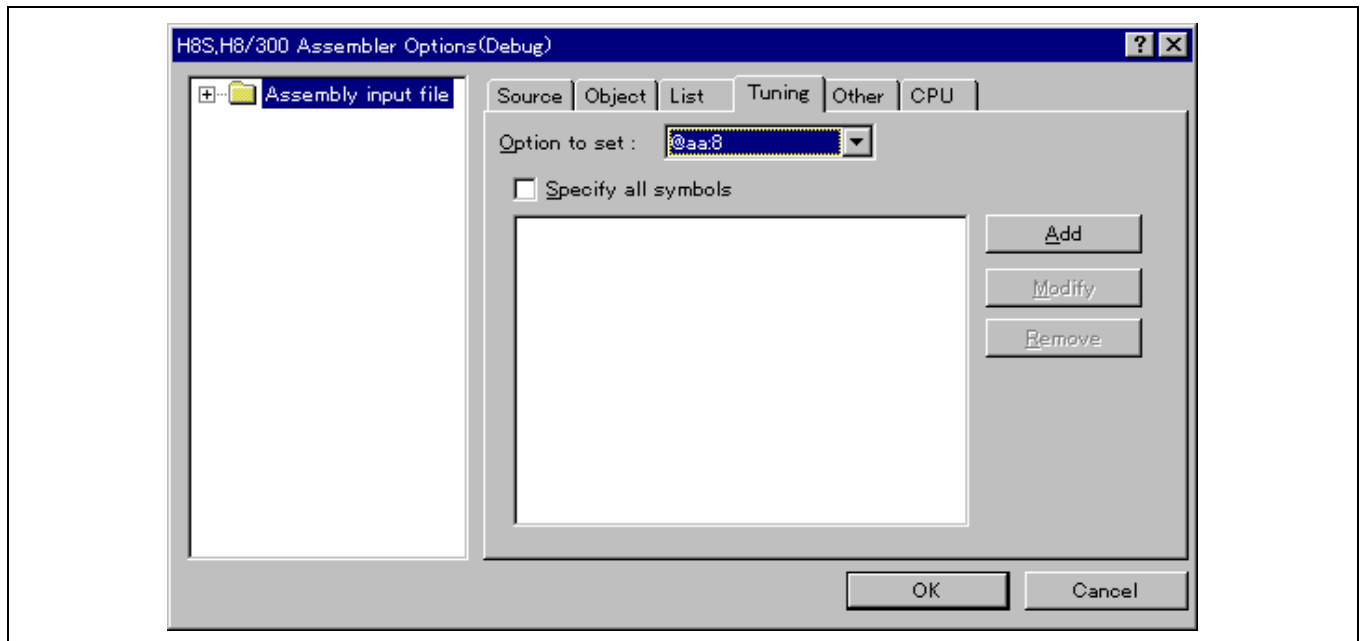 H8S,H8/300 Assembler Options(Debug)
Assembly input file
Source Object List Tuning Other CPU
Option to set : @aa:8
Specify all symbols
Add
Modify
Remove
OK Cancel